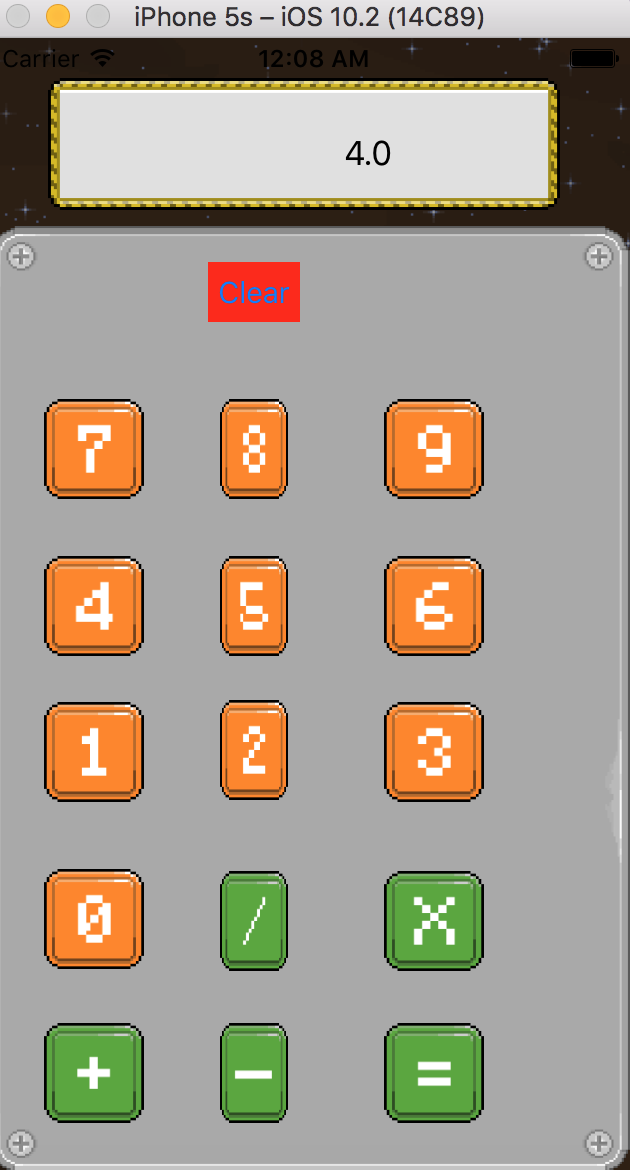 iPhone 5s – iOS 10.2 (14C89)
Carrier 12:08 AM
4.0
Clear
7 8 9
4 5 6
1 2 3
0 / X
+ − =